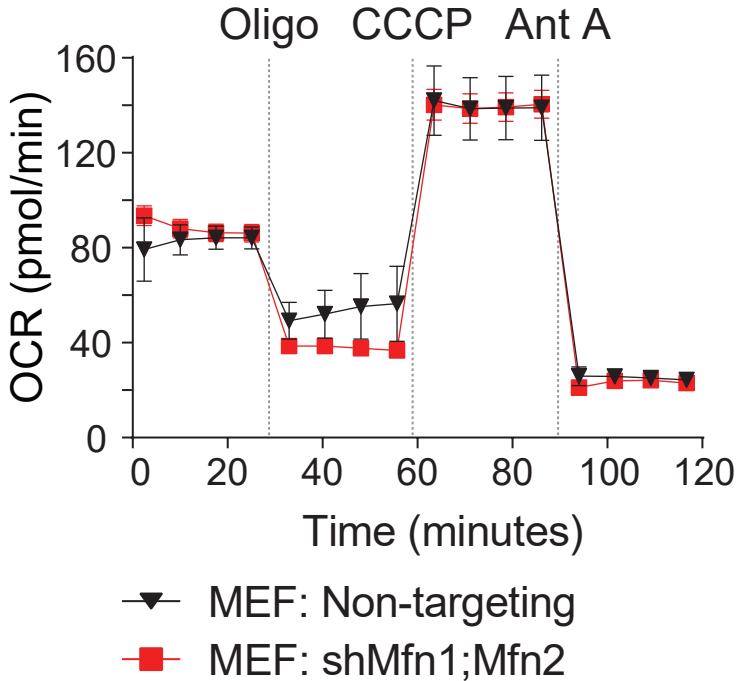 Oligo CCCP Ant A
OCR (pmol/min)
160
120
80
40
0
0 20 40 60 80 100 120
Time (minutes)
MEF: Non-targeting
MEF: shMfn1;Mfn2